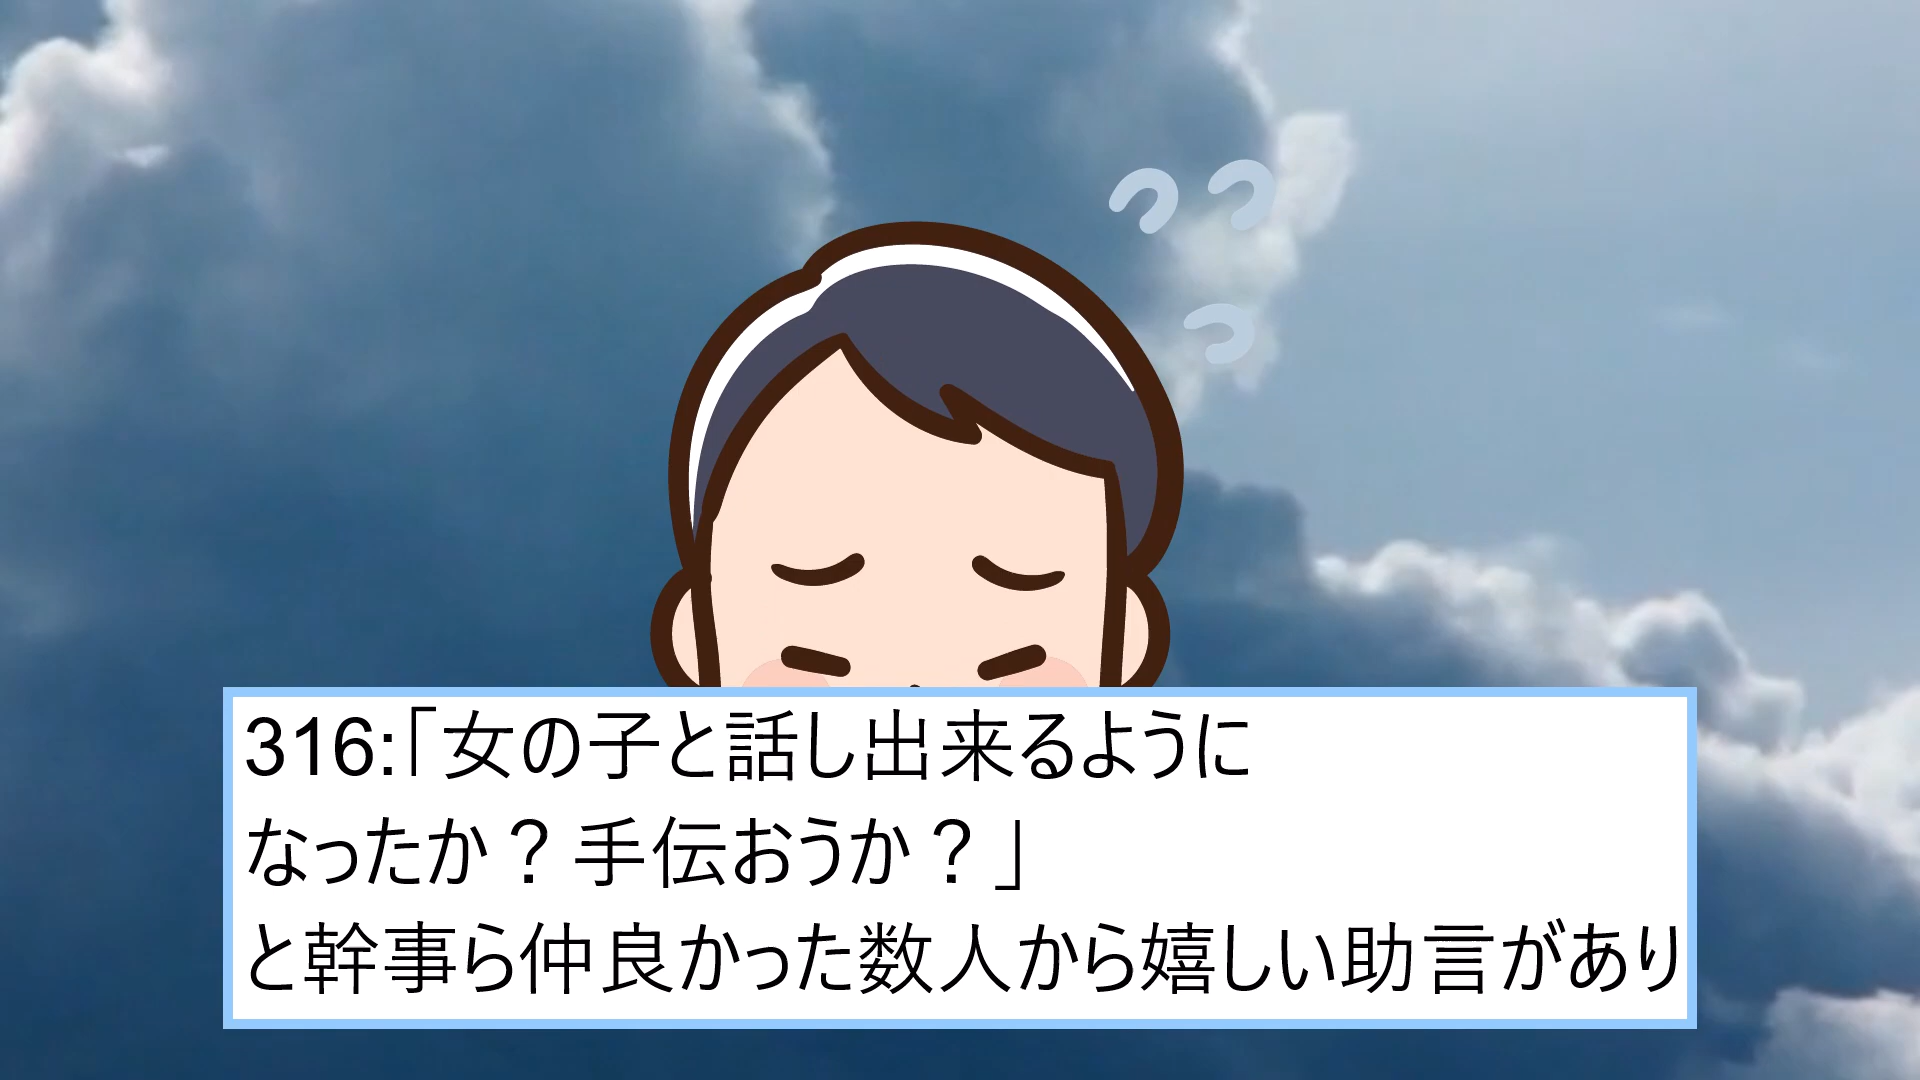 316:「女の子と話し出来るように
なったか？手伝おうか？」
と幹事ら仲良かった数人から嬉しい助言があり